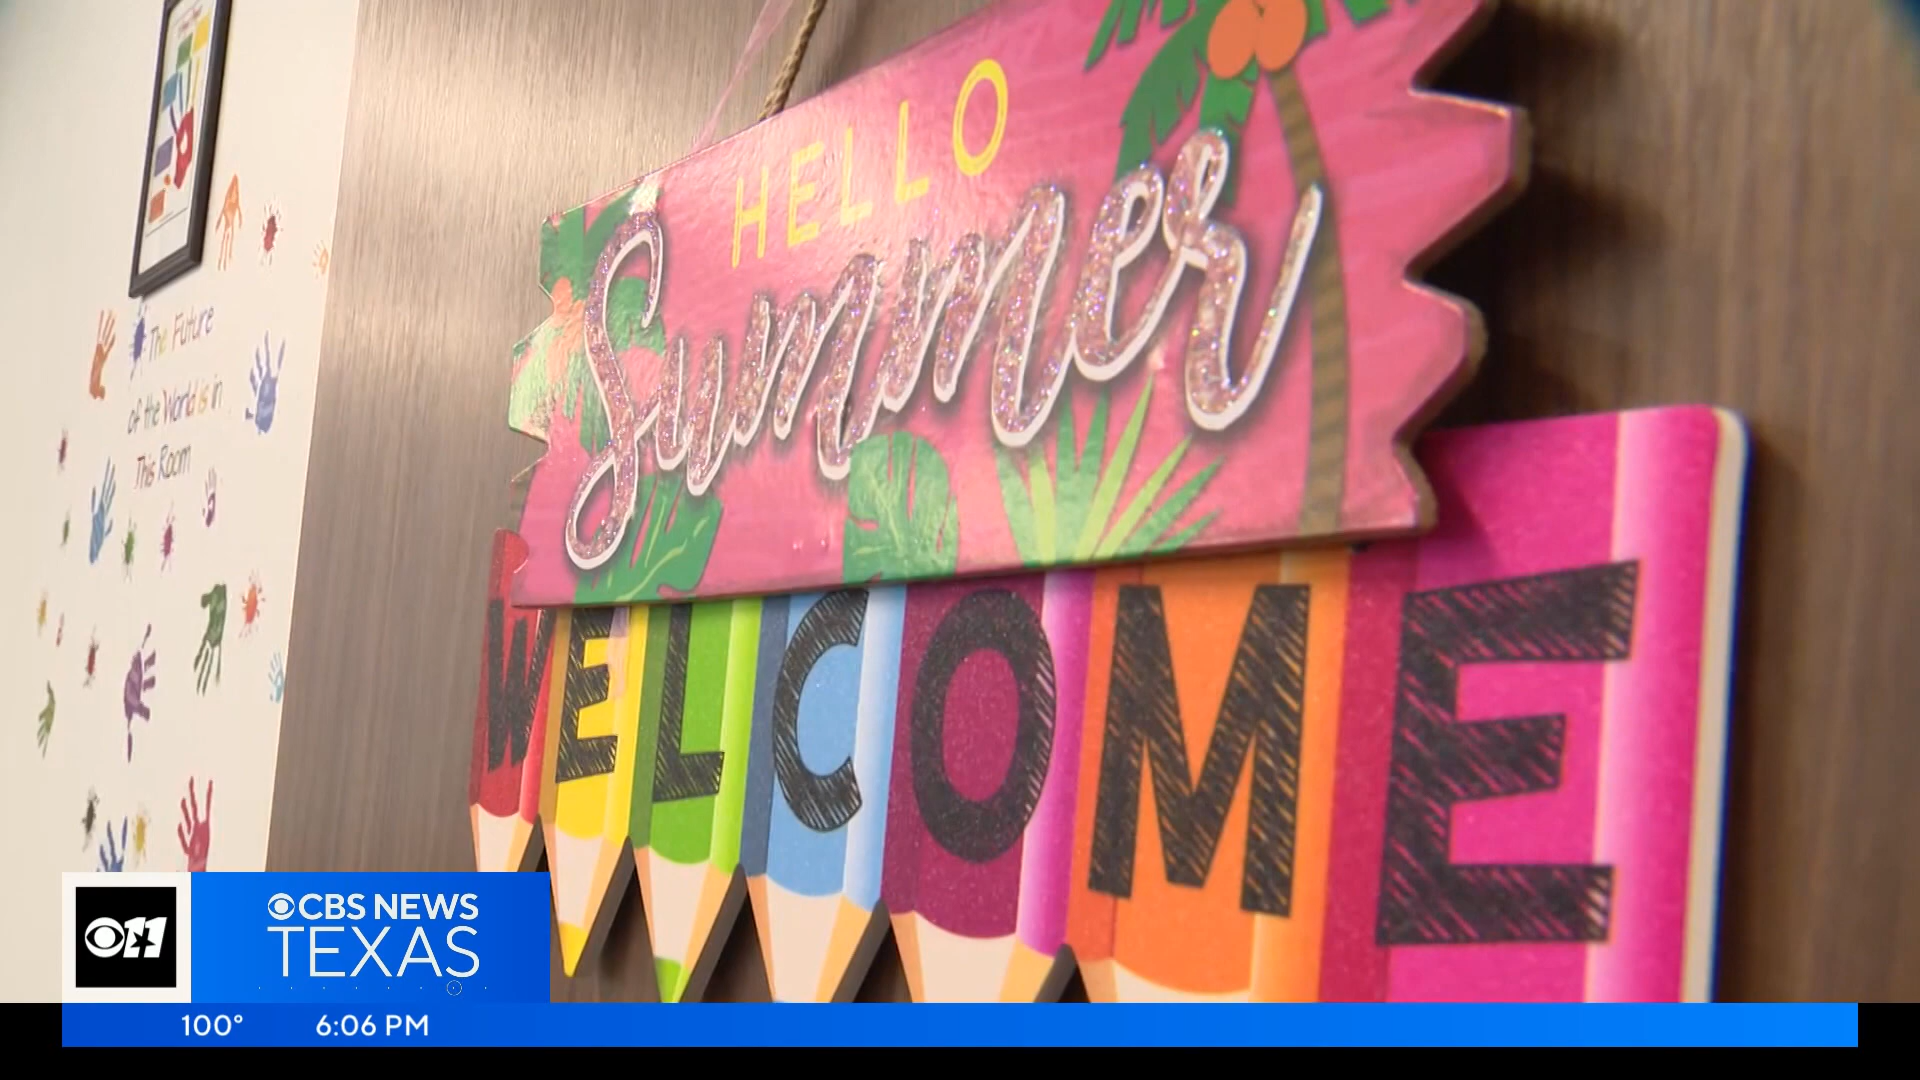 HELLO
Summer
WELCOME
The Future
of the World is in
This Room
11
CBS NEWS
TEXAS
100° 6:06 PM